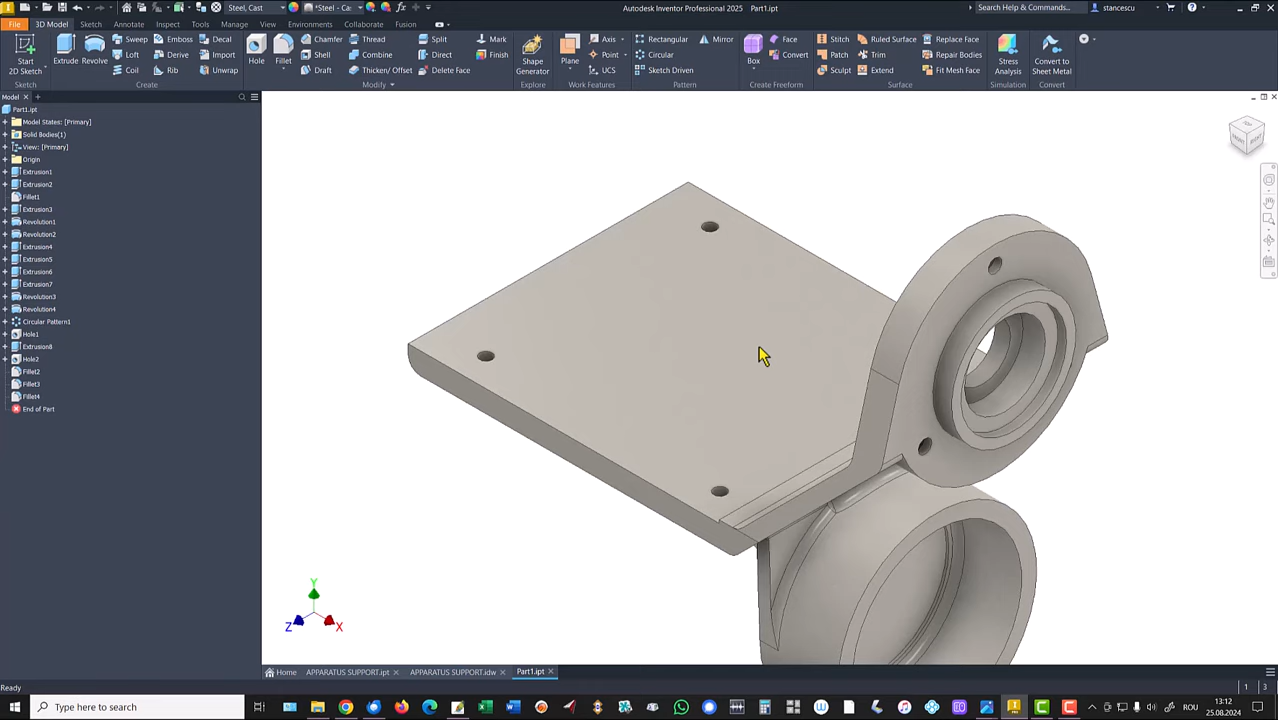 Steel, Cast
*Steel - Cas
Autodesk Inventor Professional 2025 Part1.ipt
Search Help & Commands...
stancescu
File 3D Model Sketch Annotate Inspect Tools Manage View Environments Collaborate Fusion
Start
2D Sketch
Extrude
Revolve
Sweep
Loft
Coil
Emboss
Derive
Rib
Decal
Import
Unwrap
Hole
Fillet
Chamfer
Shell
Draft
Thread
Combine
Thicken/ Offset
Split
Direct
Delete Face
Mark
Finish
Shape
Generator
Plane
Axis
Point
UCS
Rectangular
Circular
Sketch Driven
Mirror
Box
Face
Convert
Stitch
Patch
Sculpt
Ruled Surface
Trim
Extend
Replace Face
Repair Bodies
Fit Mesh Face
Stress
Analysis
Convert to
Sheet Metal
Sketch Create Modify Explore Work Features Pattern Create Freeform Surface Simulation Convert
Model
Part1.ipt
Model States: [Primary]
Solid Bodies(1)
View: [Primary]
Origin
Extrusion1
Extrusion2
Fillet1
Extrusion3
Revolution1
Revolution2
Extrusion4
Extrusion5
Extrusion6
Extrusion7
Revolution3
Revolution4
Circular Pattern1
Hole1
Extrusion8
Hole2
Fillet2
Fillet3
Fillet4
End of Part
TOP
FRONT
RIGHT
Y
Z
X
Home APPARATUS SUPPORT.ipt APPARATUS SUPPORT.idw Part1.ipt
Ready
1 3
Type here to search
ROU
13:12
25.08.2024